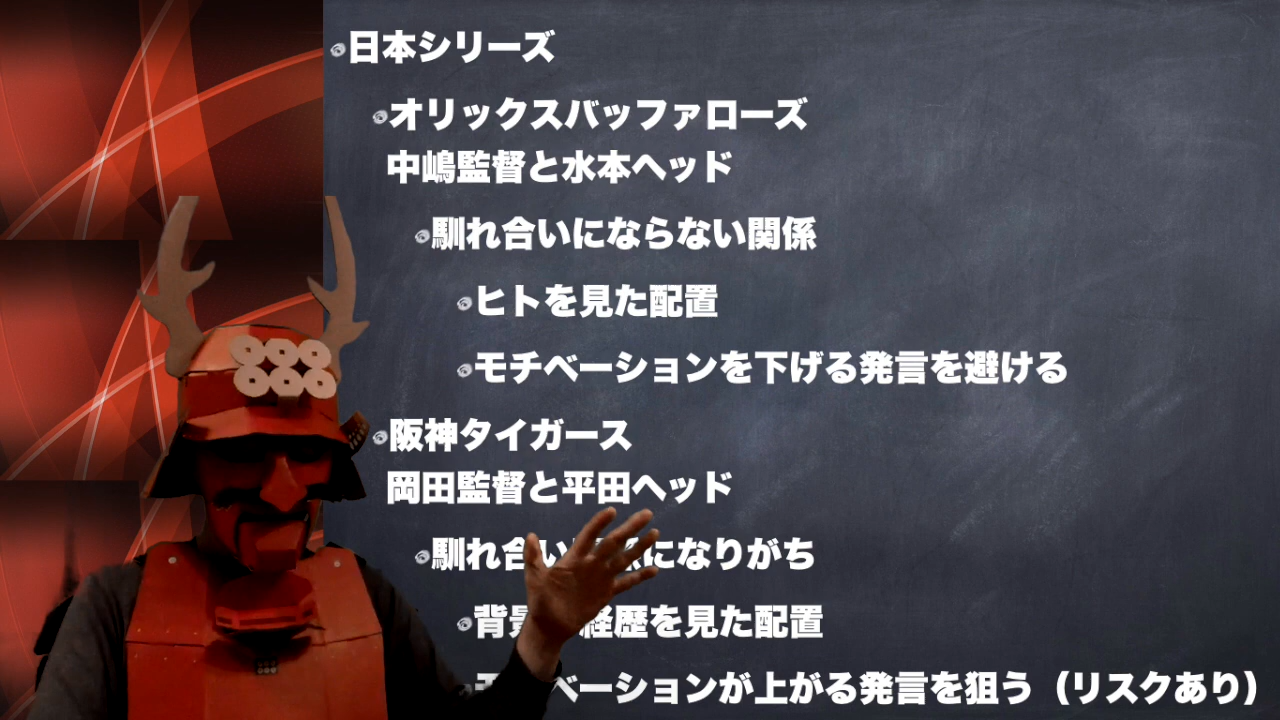 日本シリーズ
オリックスバッファローズ
中嶋監督と水本ヘッド
馴れ合いにならない関係
ヒトを見た配置
モチベーションを下げる発言を避ける
阪神タイガース
岡田監督と平田ヘッド
馴れ合い関係になりがち
背景 経歴を見た配置
モチベーションが上がる発言を狙う（リスクあり）